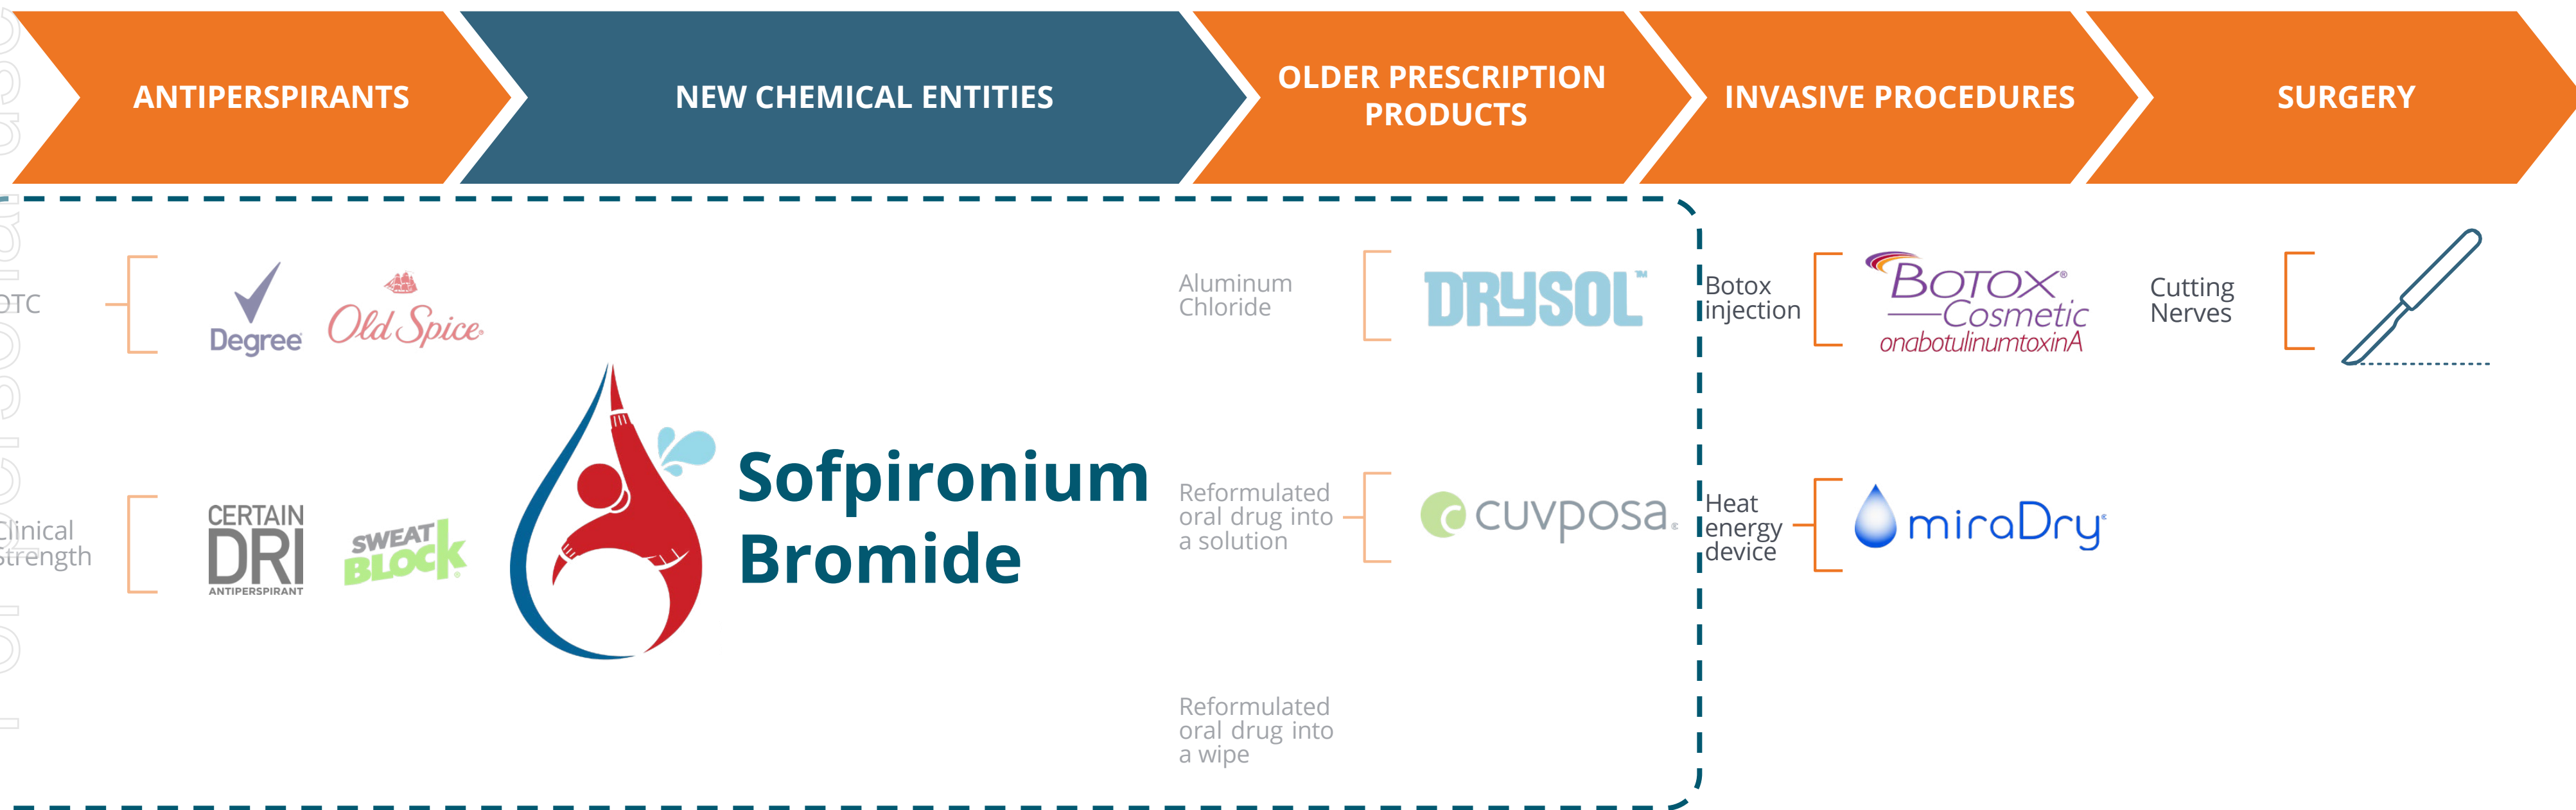 ANTIPERSPIRANTS
NEW CHEMICAL ENTITIES
OLDER PRESCRIPTION
PRODUCTS
INVASIVE PROCEDURES
SURGERY
Degree
Old Spice
CERTAIN
DRI
ANTIPERSPIRANT
SWEAT
BLOCK
Strength
Sofpironium
Bromide
Aluminum
Chloride
DRYSOL™
Reformulated
oral drug into
a solution
cuvposa®
Reformulated
oral drug into
a wipe
Botox
injection
BOTOX®
Cosmetic
onabotulinumtoxinA
Heat
energy
device
miraDry®
Cutting
Nerves